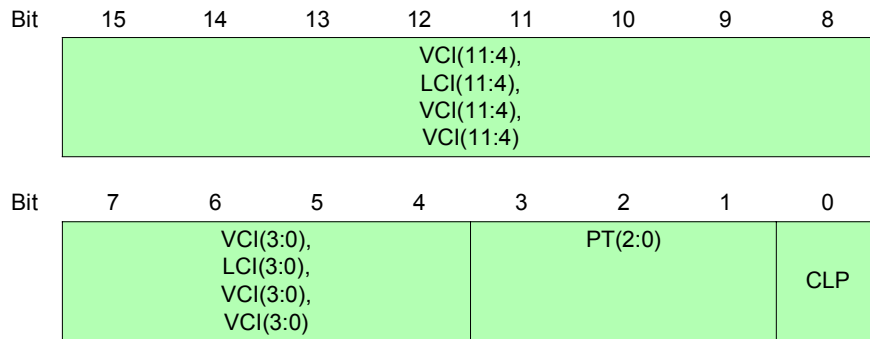 Bit 15 14 13 12 11 10 9 8
VCI(11:4),
LCI(11:4),
VCI(11:4),
VCI(11:4)
Bit 7 6 5 4 3 2 1 0
VCI(3:0), PT(2:0)
LCI(3:0),
CLP
VCI(3:0),
VCI(3:0)